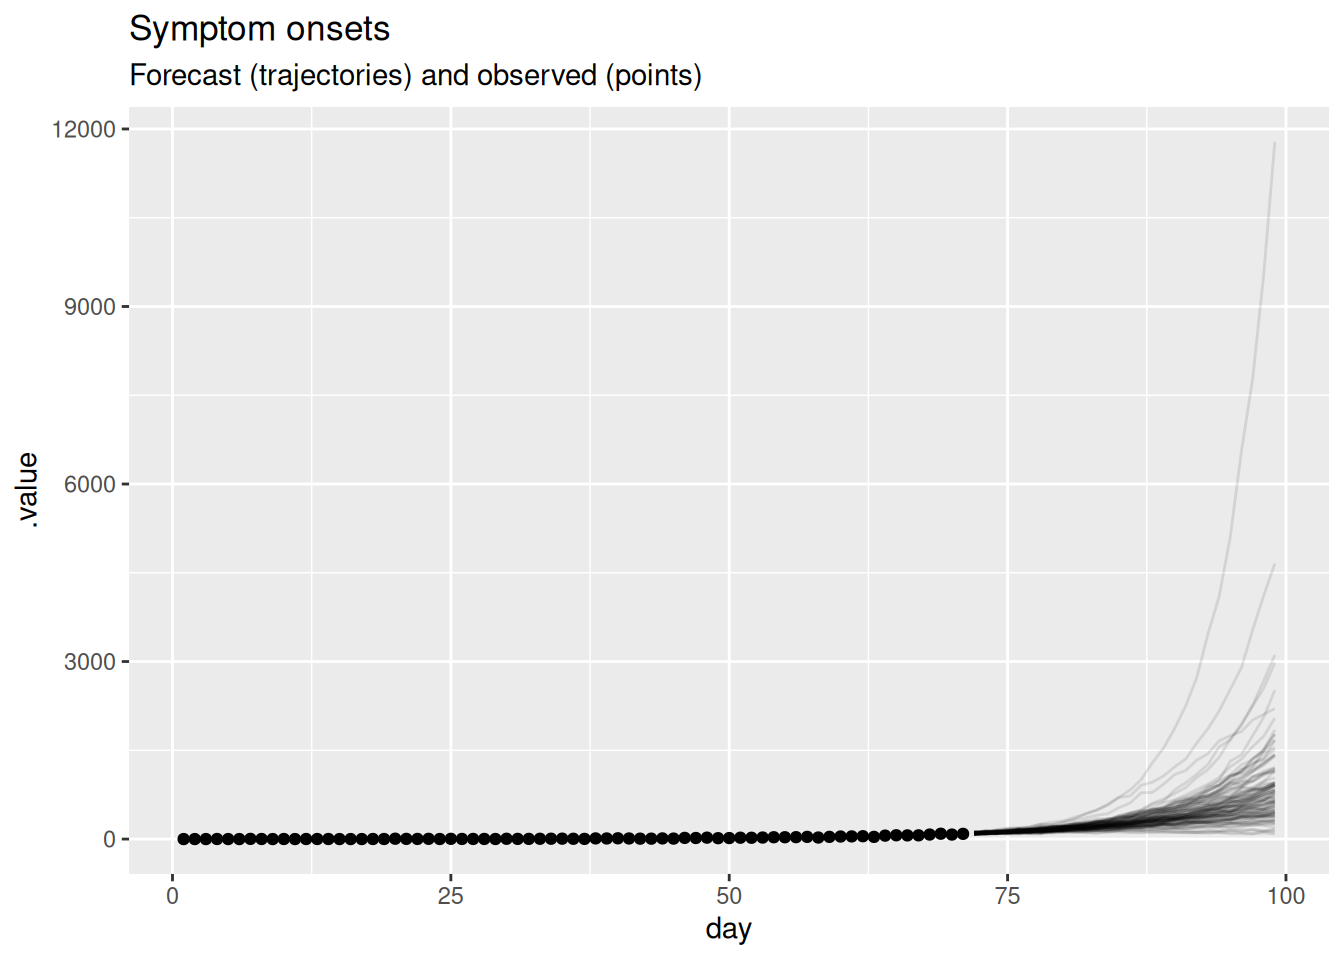 Symptom onsets
Forecast (trajectories) and observed (points)
12000
9000
6000
3000
0
.value
0 25 50 75 100
day